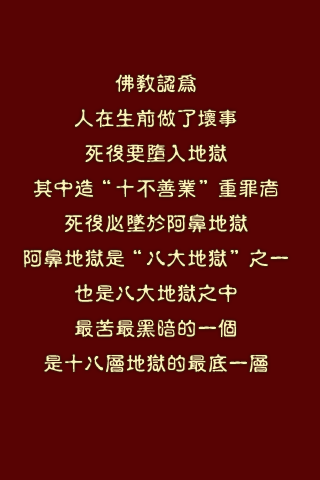 佛教認為
人在生前做了壞事
死後要墮入地獄
其中造“十不善業”重罪者
死後必墜於阿鼻地獄
阿鼻地獄是“八大地獄”之一
也是八大地獄之中
最苦最黑暗的一個
是十八層地獄的最底一層